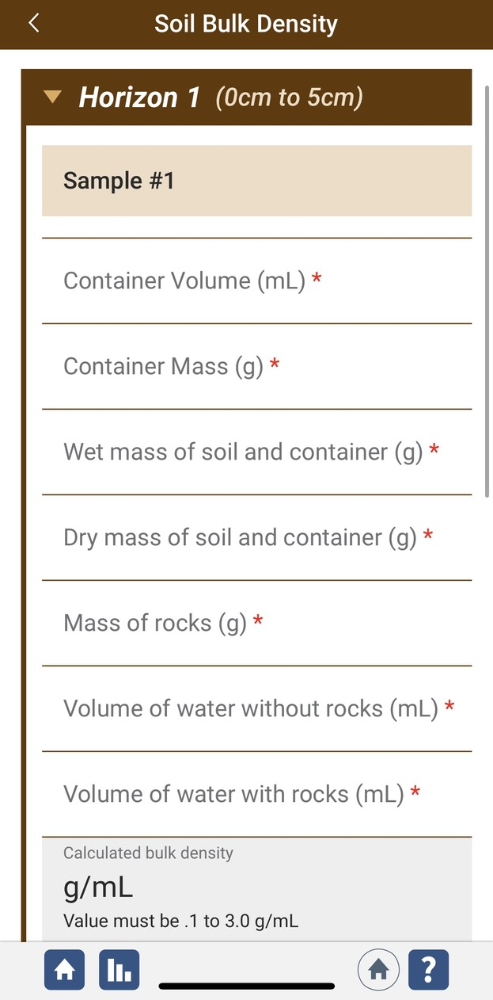 Soil Bulk Density
Horizon 1 (0cm to 5cm)
Sample #1
Container Volume (mL) *
Container Mass (g) *
Wet mass of soil and container (g) *
Dry mass of soil and container (g) *
Mass of rocks (g) *
Volume of water without rocks (mL) *
Volume of water with rocks (mL) *
Calculated bulk density
g/mL
Value must be .1 to 3.0 g/mL
?